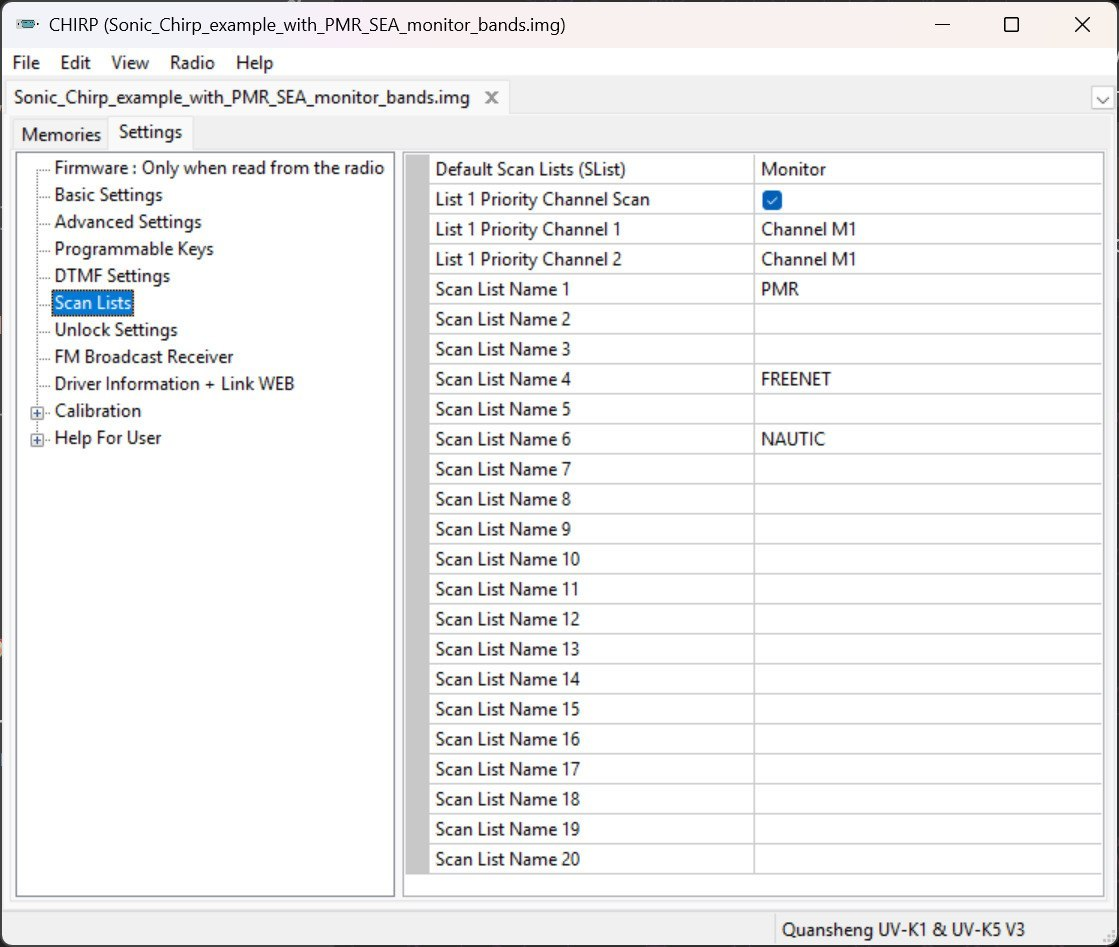 CHIRP (Sonic_Chirp_example_with_PMR_SEA_monitor_bands.img)
File Edit View Radio Help
Sonic_Chirp_example_with_PMR_SEA_monitor_bands.img
Memories Settings
Firmware : Only when read from the radio
Basic Settings
Advanced Settings
Programmable Keys
DTMF Settings
Scan Lists
Unlock Settings
FM Broadcast Receiver
Driver Information + Link WEB
Calibration
Help For User
Default Scan Lists (SList) Monitor
List 1 Priority Channel Scan
List 1 Priority Channel 1 Channel M1
List 1 Priority Channel 2 Channel M1
Scan List Name 1 PMR
Scan List Name 2
Scan List Name 3
Scan List Name 4 FREENET
Scan List Name 5
Scan List Name 6 NAUTIC
Scan List Name 7
Scan List Name 8
Scan List Name 9
Scan List Name 10
Scan List Name 11
Scan List Name 12
Scan List Name 13
Scan List Name 14
Scan List Name 15
Scan List Name 16
Scan List Name 17
Scan List Name 18
Scan List Name 19
Scan List Name 20
Quansheng UV-K1 & UV-K5 V3